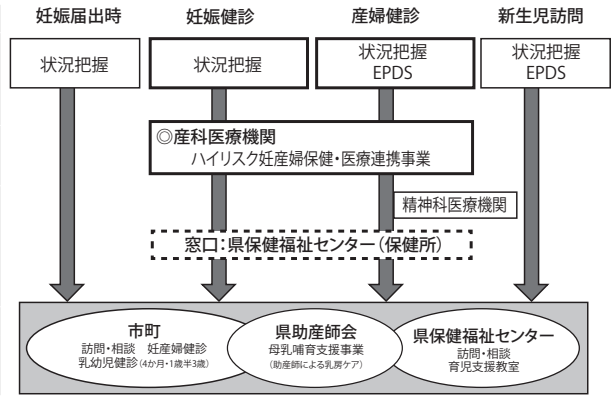 妊娠届出時
妊娠健診
産婦健診
新生児訪問
状況把握
状況把握
状況把握
EPDS
状況把握
EPDS
◎産科医療機関
ハイリスク妊産婦保健・医療連携事業
精神科医療機関
窓口:県保健福祉センター(保健所)
市町
訪問・相談 妊産婦健診
乳幼児健診(4か月・1歳半3歳)
県助産師会
母乳哺育支援事業
(助産師による乳房ケア)
県保健福祉センター
訪問・相談
育児支援教室